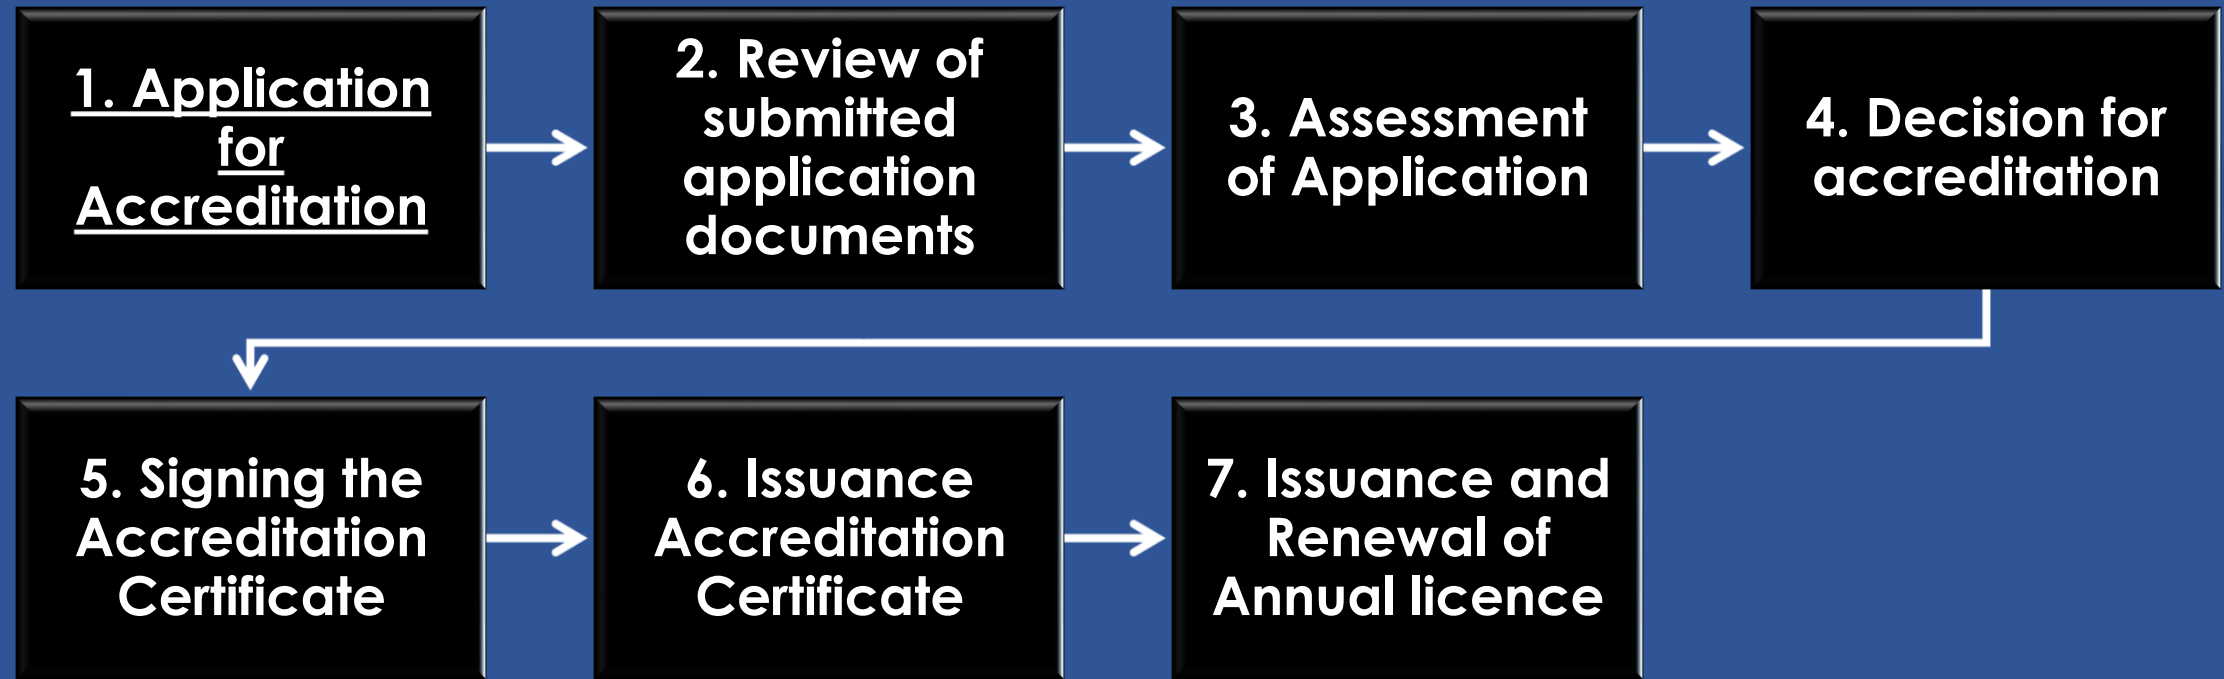 1. Application
for
Accreditation
2. Review of
submitted
application
documents
3. Assessment
of Application
4. Decision for
accreditation
5. Signing the
Accreditation
Certificate
6. Issuance
Accreditation
Certificate
7. Issuance and
Renewal of
Annual licence